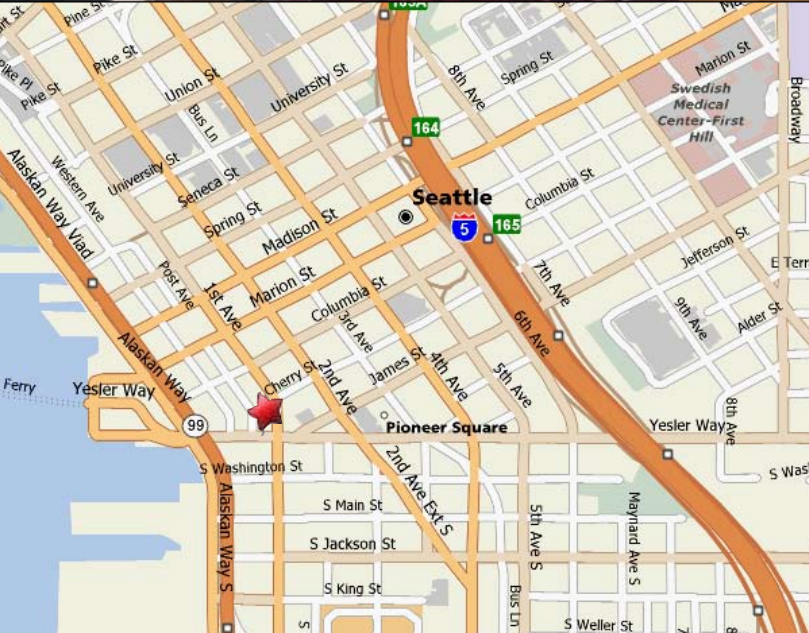 163A
Pine St
Pike St
Pike Pl
Pike St
Union St
University St
8th Ave
Spring St
Marion St
Swedish
Medical
Center-First
Hill
Broadway
Bus Ln
164
Alaskan Way Viad
Western Ave
University St
Seneca St
Spring St
Madison St
Seattle
5
165
Columbia St
Jefferson St
E Terr
Post Ave
1st Ave
Marion St
Columbia St
3rd Ave
7th Ave
6th Ave
9th Ave
Alder St
Alaskan Way
Ferry
Yesler Way
Cherry St
2nd Ave
James St
4th Ave
5th Ave
99
Pioneer Square
Yesler Way
8th Ave
S Washington St
S Was
2nd Ave Ext S
Alaskan Way S
S Main St
5th Ave S
Maynard Ave S
S Jackson St
S King St
Bus Ln
S Weller St
S
7
8